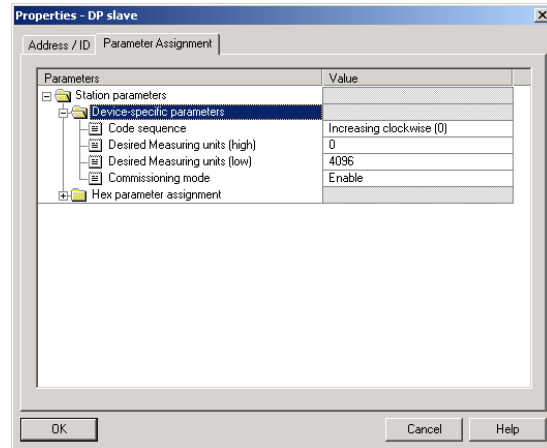 Properties - DP slave
Address / ID Parameter Assignment
Parameters Value
Station parameters
Device-specific parameters
Code sequence Increasing clockwise (0)
Desired Measuring units (high) 0
Desired Measuring units (low) 4096
Commissioning mode Enable
Hex parameter assignment
OK Cancel Help